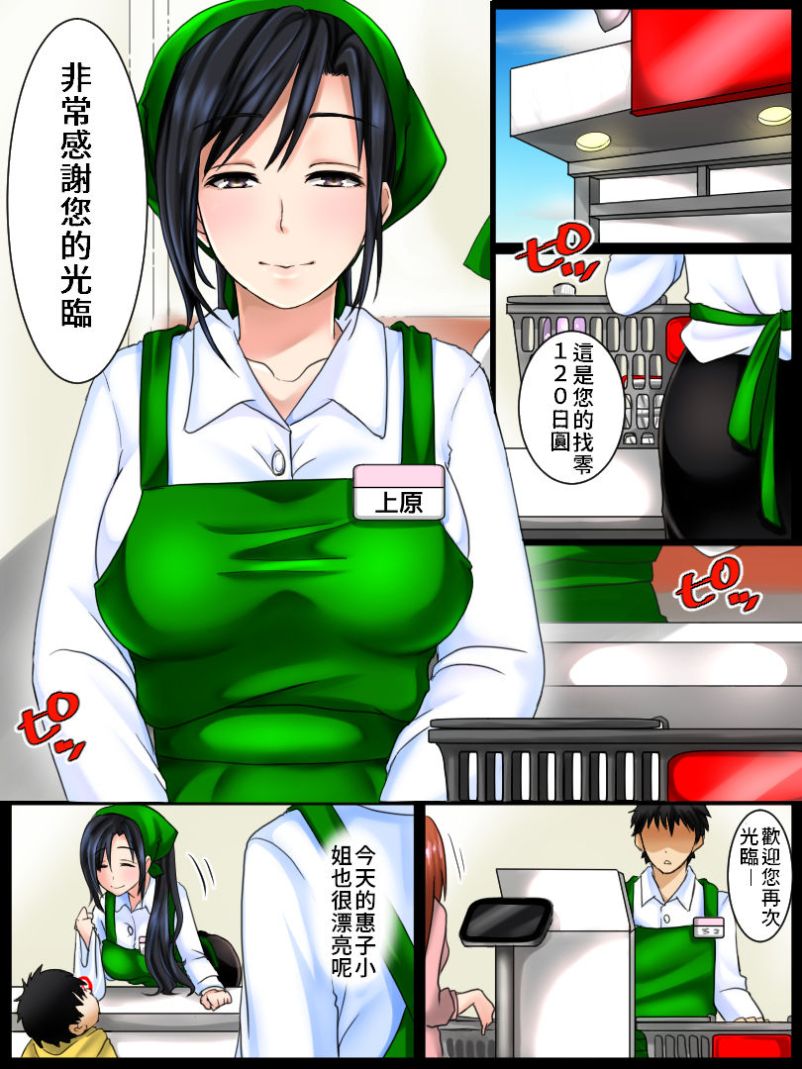 ピッ
這是您的找零
１２０日圓
ピッ
非常感謝您的光臨
上原
ピッ
歡迎您再次
光臨－
今天的惠子小
姐也很漂亮呢